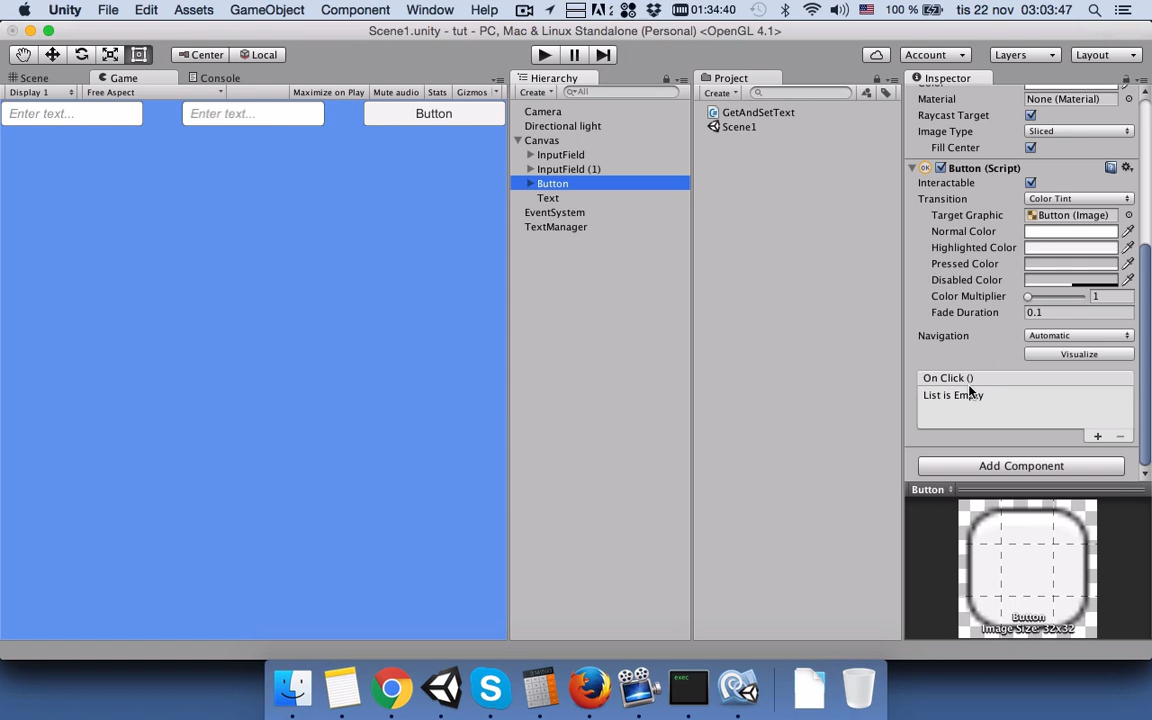 Unity File Edit Assets GameObject Component Window Help 01:34:40 100 % tis 22 nov 03:03:47
Scene1.unity - tut - PC, Mac & Linux Standalone (Personal) <OpenGL 4.1>
Center Local Account Layers Layout
Scene Game Console Hierarchy Project Inspector
Display 1 Free Aspect Maximize on Play Mute audio Stats Gizmos Create All Create
Color
Material None (Material)
Raycast Target
Image Type Sliced
Fill Center
Enter text... Enter text... Button
Camera
Directional light
Canvas
InputField
InputField (1)
Button
Text
EventSystem
TextManager
GetAndSetText
Scene1
Button (Script)
Interactable
Transition Color Tint
Target Graphic Button (Image)
Normal Color
Highlighted Color
Pressed Color
Disabled Color
Color Multiplier 1
Fade Duration 0.1
Navigation Automatic
Visualize
On Click ()
List is Empty
+ −
Add Component
Button
Button
Image Size: 32x32
exec